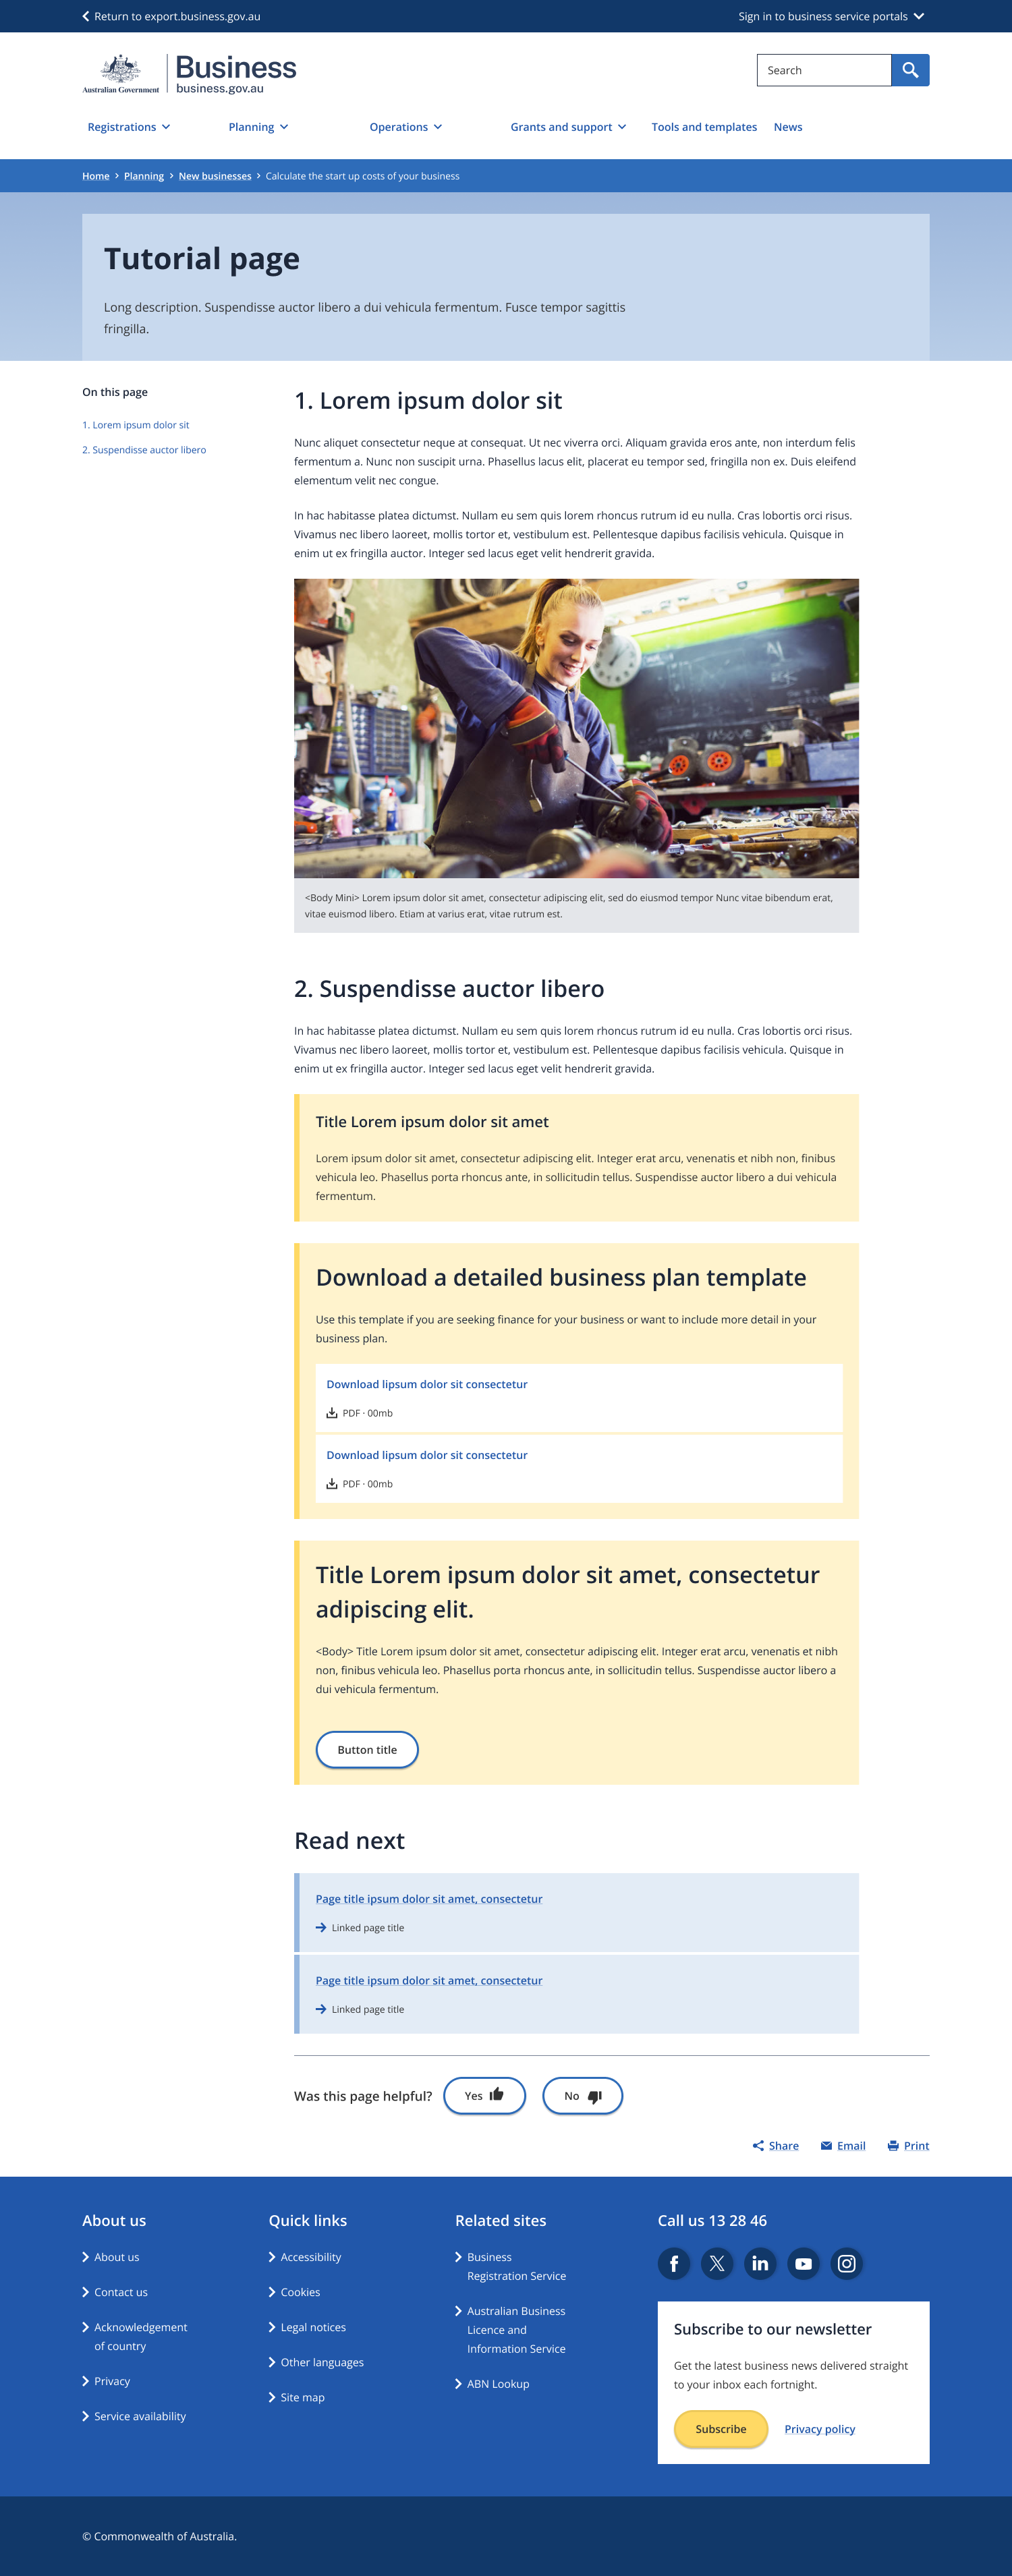 Return to export.business.gov.au
Sign in to business service portals
Australian Government
Business
business.gov.au
Search
Registrations
Planning
Operations
Grants and support
Tools and templates
News
Home
Planning
New businesses
Calculate the start up costs of your business
Tutorial page
Long description. Suspendisse auctor libero a dui vehicula fermentum. Fusce tempor sagittis
fringilla.
On this page
1. Lorem ipsum dolor sit
2. Suspendisse auctor libero
1. Lorem ipsum dolor sit
Nunc aliquet consectetur neque at consequat. Ut nec viverra orci. Aliquam gravida eros ante, non interdum felis
fermentum a. Nunc non suscipit urna. Phasellus lacus elit, placerat eu tempor sed, fringilla non ex. Duis eleifend
elementum velit nec congue.
In hac habitasse platea dictumst. Nullam eu sem quis lorem rhoncus rutrum id eu nulla. Cras lobortis orci risus.
Vivamus nec libero laoreet, mollis tortor et, vestibulum est. Pellentesque dapibus facilisis vehicula. Quisque in
enim ut ex fringilla auctor. Integer sed lacus eget velit hendrerit gravida.
<Body Mini> Lorem ipsum dolor sit amet, consectetur adipiscing elit, sed do eiusmod tempor Nunc vitae bibendum erat,
vitae euismod libero. Etiam at varius erat, vitae rutrum est.
2. Suspendisse auctor libero
In hac habitasse platea dictumst. Nullam eu sem quis lorem rhoncus rutrum id eu nulla. Cras lobortis orci risus.
Vivamus nec libero laoreet, mollis tortor et, vestibulum est. Pellentesque dapibus facilisis vehicula. Quisque in
enim ut ex fringilla auctor. Integer sed lacus eget velit hendrerit gravida.
Title Lorem ipsum dolor sit amet
Lorem ipsum dolor sit amet, consectetur adipiscing elit. Integer erat arcu, venenatis et nibh non, finibus
vehicula leo. Phasellus porta rhoncus ante, in sollicitudin tellus. Suspendisse auctor libero a dui vehicula
fermentum.
Download a detailed business plan template
Use this template if you are seeking finance for your business or want to include more detail in your
business plan.
Download lipsum dolor sit consectetur
PDF · 00mb
Download lipsum dolor sit consectetur
PDF · 00mb
Title Lorem ipsum dolor sit amet, consectetur
adipiscing elit.
<Body> Title Lorem ipsum dolor sit amet, consectetur adipiscing elit. Integer erat arcu, venenatis et nibh
non, finibus vehicula leo. Phasellus porta rhoncus ante, in sollicitudin tellus. Suspendisse auctor libero a
dui vehicula fermentum.
Button title
Read next
Page title ipsum dolor sit amet, consectetur
Linked page title
Page title ipsum dolor sit amet, consectetur
Linked page title
Was this page helpful?
Yes
No
Share
Email
Print
About us
About us
Contact us
Acknowledgement
of country
Privacy
Service availability
Quick links
Accessibility
Cookies
Legal notices
Other languages
Site map
Related sites
Business
Registration Service
Australian Business
Licence and
Information Service
ABN Lookup
Call us 13 28 46
Subscribe to our newsletter
Get the latest business news delivered straight
to your inbox each fortnight.
Subscribe
Privacy policy
© Commonwealth of Australia.